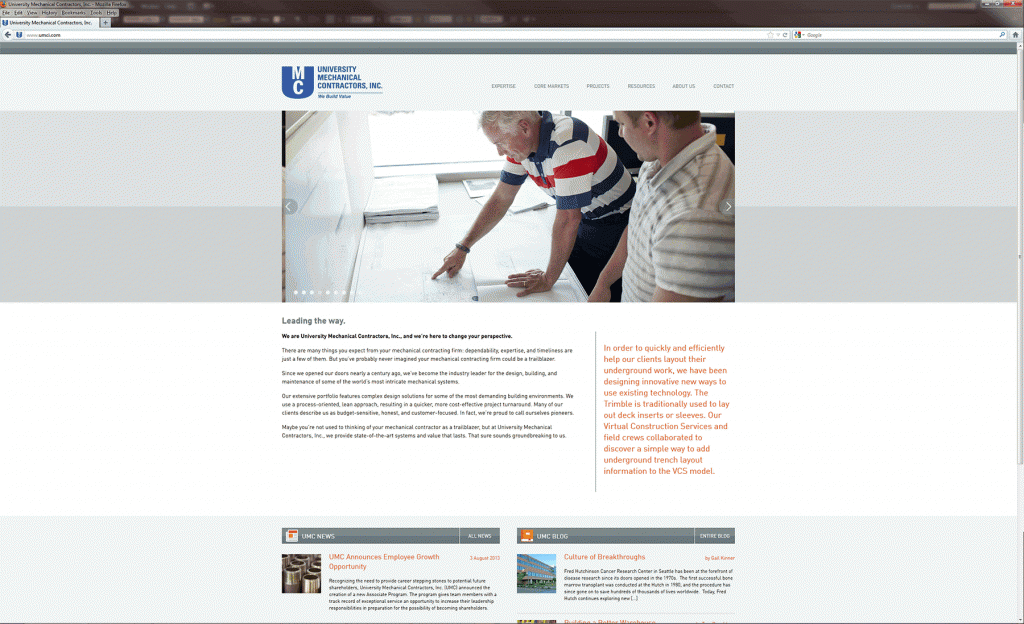 University Mechanical Contractors, Inc. - Mozilla Firefox
File Edit View History Bookmarks Tools Help
University Mechanical Contractors, Inc.
www.umci.com
Google
UMC
UNIVERSITY
MECHANICAL
CONTRACTORS, INC.
We Build Value
EXPERTISE CORE MARKETS PROJECTS RESOURCES ABOUT US CONTACT
Leading the way.
We are University Mechanical Contractors, Inc., and we're here to change your perspective.
There are many things you expect from your mechanical contracting firm: dependability, expertise, and timeliness are
just a few of them. But you've probably never imagined your mechanical contracting firm could be a trailblazer.
Since we opened our doors nearly a century ago, we've become the industry leader for the design, building, and
maintenance of some of the world's most intricate mechanical systems.
Our extensive portfolio features complex design solutions for some of the most demanding building environments. We
use a process-oriented, lean approach, resulting in a quicker, more cost-effective project turnaround. Many of our
clients describe us as budget-sensitive, honest, and customer-focused. In fact, we're proud to call ourselves pioneers.
Maybe you're not used to thinking of your mechanical contractor as a trailblazer, but at University Mechanical
Contractors, Inc., we provide state-of-the-art systems and value that lasts. That sure sounds groundbreaking to us.
In order to quickly and efficiently
help our clients layout their
underground work, we have been
designing innovative new ways to
use existing technology. The
Trimble is traditionally used to lay
out deck inserts or sleeves. Our
Virtual Construction Services and
field crews collaborated to
discover a simple way to add
underground trench layout
information to the VCS model.
UMC NEWS ALL NEWS
UMC Announces Employee Growth
Opportunity
2 August 2013
Recognizing the need to provide career stepping stones to potential future
shareholders, University Mechanical Contractors, Inc. (UMC) announced the
creation of a new Associate Program. The program gives team members with a
track record of exceptional service an opportunity to increase their leadership
responsibilities in preparation for the possibility of becoming shareholders.
UMC BLOG ENTIRE BLOG
Culture of Breakthroughs
by Gail Kinner
Fred Hutchinson Cancer Research Center in Seattle has been at the forefront of
disease research since its doors opened in the 1970s. The first successful bone
marrow transplant was conducted at the Hutch in 1980, and the procedure has
since gone on to save hundreds of thousands of lives worldwide. Today, Fred
Hutch continues exploring new [...]
Building a Better Warehouse